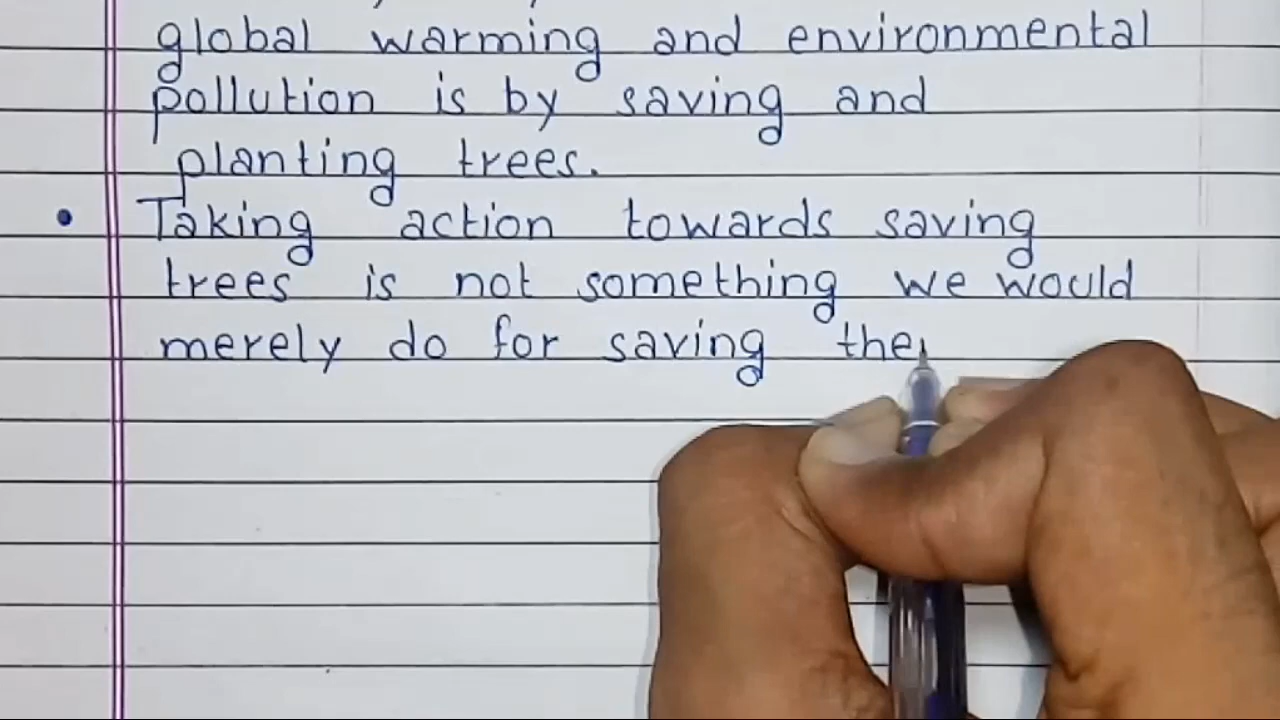 global warming and environmental
pollution is by saving and
planting trees.
• Taking action towards saving
trees is not something we would
merely do for saving the